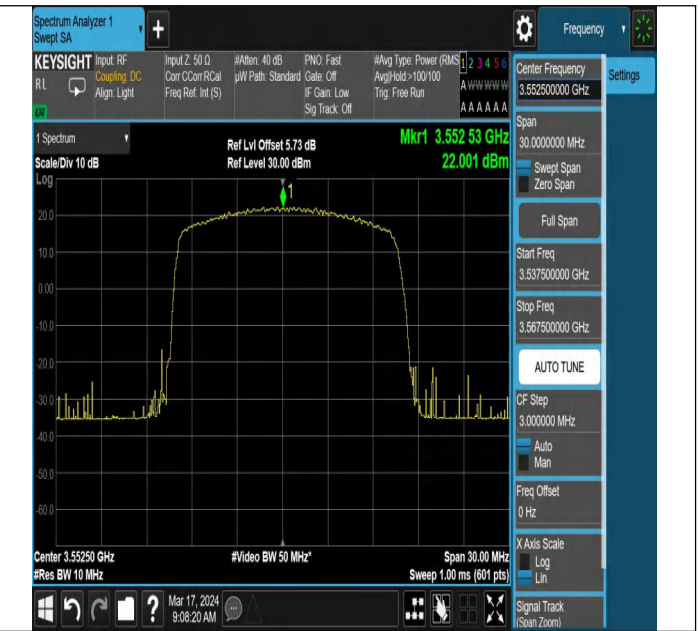 Spectrum Analyzer 1
Swept SA
Frequency
KEYSIGHT
RL
Input: RF
Coupling: DC
Align: Light
Input Z: 50 Ω
Corr CCorr RCal
Freq Ref: Int (S)
#Atten: 40 dB
µW Path: Standard
PNO: Fast
Gate: Off
IF Gain: Low
Sig Track: Off
#Avg Type: Power (RMS
Avg|Hold:>100/100
Trig: Free Run
1 2 3 4 5 6
A W W W W W
A A A A A A
Center Frequency
3.552500000 GHz
Settings
Span
30.0000000 MHz
Swept Span
Zero Span
Full Span
Start Freq
3.537500000 GHz
Stop Freq
3.567500000 GHz
AUTO TUNE
CF Step
3.000000 MHz
Auto
Man
Freq Offset
0 Hz
X Axis Scale
Log
Lin
Signal Track
(Span Zoom)
1 Spectrum
Scale/Div 10 dB
Log
Ref Lvl Offset 5.73 dB
Ref Level 30.00 dBm
Mkr1 3.552 53 GHz
22.001 dBm
1
20.0
10.0
0.00
-10.0
-20.0
-30.0
-40.0
-50.0
-60.0
Center 3.55250 GHz
#Res BW 10 MHz
#Video BW 50 MHz*
Span 30.00 MHz
Sweep 1.00 ms (601 pts)
?
Mar 17, 2024
9:08:20 AM